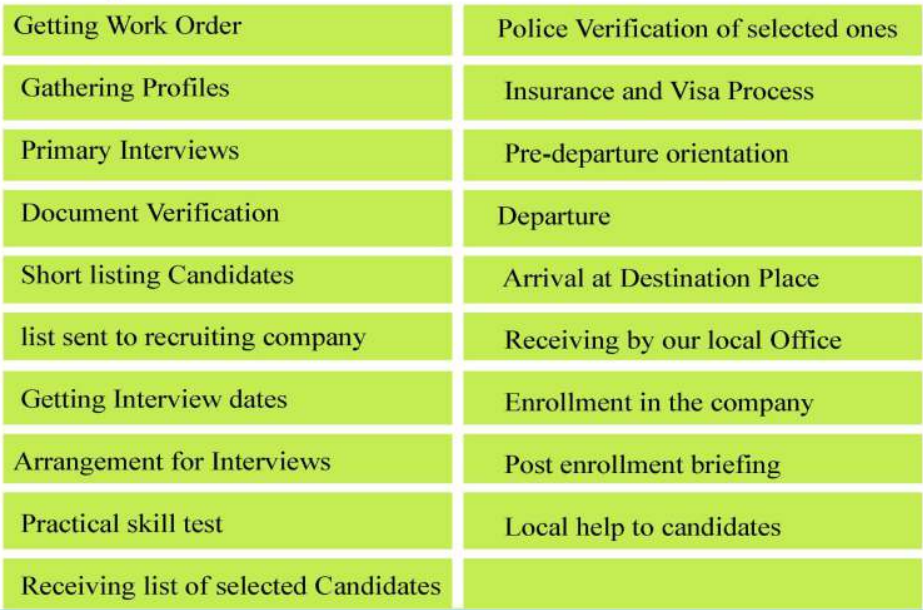 Getting Work Order
Gathering Profiles
Primary Interviews
Document Verification
Short listing Candidates
list sent to recruiting company
Getting Interview dates
Arrangement for Interviews
Practical skill test
Receiving list of selected Candidates
Police Verification of selected ones
Insurance and Visa Process
Pre-departure orientation
Departure
Arrival at Destination Place
Receiving by our local Office
Enrollment in the company
Post enrollment briefing
Local help to candidates